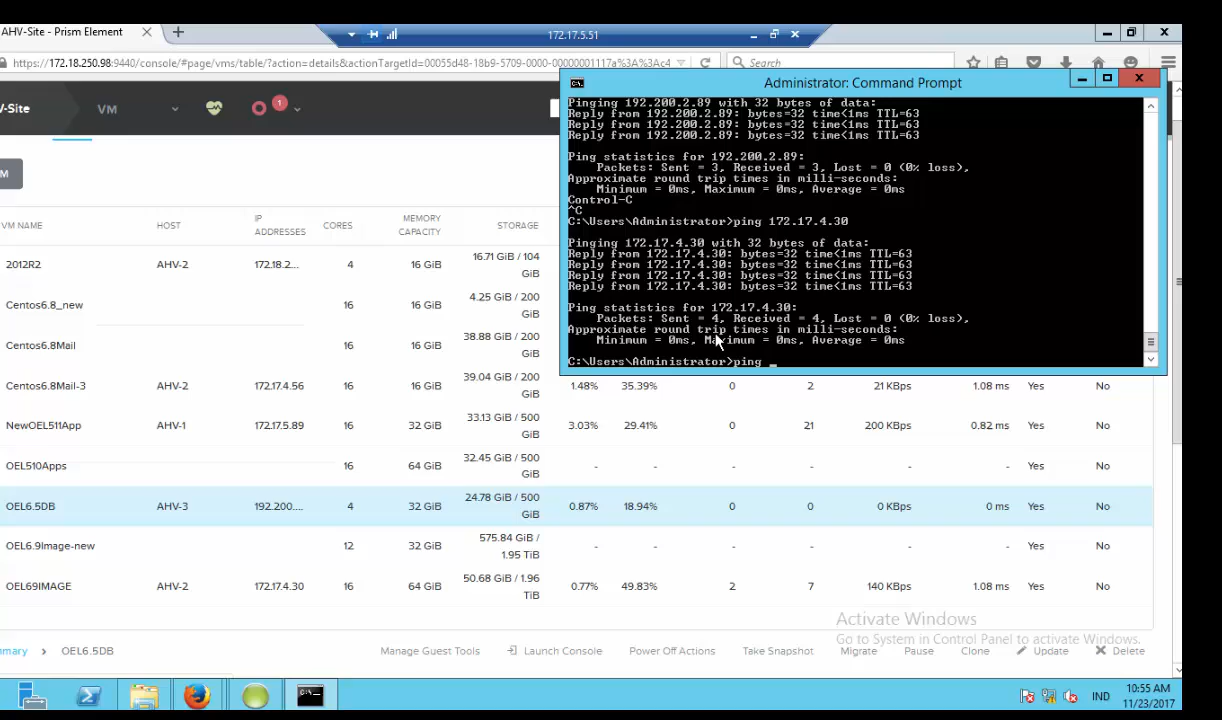 AHV-Site - Prism Element
172.17.5.51
https://172.18.250.98:9440/console/#page/vms/table/?action=details&actionTargetId=00055d48-18b9-5709-0000-00000001117a%3A%3A%3Ac4
Search
Administrator: Command Prompt
V-Site
VM
1
Pinging 192.200.2.89 with 32 bytes of data:
Reply from 192.200.2.89: bytes=32 time<1ms TTL=63
Reply from 192.200.2.89: bytes=32 time<1ms TTL=63
Reply from 192.200.2.89: bytes=32 time<1ms TTL=63
Ping statistics for 192.200.2.89:
Packets: Sent = 3, Received = 3, Lost = 0 (0% loss),
Approximate round trip times in milli-seconds:
Minimum = 0ms, Maximum = 0ms, Average = 0ms
Control-C
^C
C:\Users\Administrator>ping 172.17.4.30
Pinging 172.17.4.30 with 32 bytes of data:
Reply from 172.17.4.30: bytes=32 time<1ms TTL=63
Reply from 172.17.4.30: bytes=32 time<1ms TTL=63
Reply from 172.17.4.30: bytes=32 time<1ms TTL=63
Reply from 172.17.4.30: bytes=32 time<1ms TTL=63
Ping statistics for 172.17.4.30:
Packets: Sent = 4, Received = 4, Lost = 0 (0% loss),
Approximate round trip times in milli-seconds:
Minimum = 0ms, Maximum = 0ms, Average = 0ms
C:\Users\Administrator>ping _
M
VM NAME HOST IP ADDRESSES CORES MEMORY CAPACITY STORAGE
2012R2 AHV-2 172.18.2... 4 16 GiB 16.71 GiB / 104 GiB
Centos6.8_new 16 16 GiB 4.25 GiB / 200 GiB
Centos6.8Mail 16 16 GiB 38.88 GiB / 200 GiB
Centos6.8Mail-3 AHV-2 172.17.4.56 16 16 GiB 39.04 GiB / 200 GiB 1.48% 35.39% 0 2 21 KBps 1.08 ms Yes No
NewOEL511App AHV-1 172.17.5.89 16 32 GiB 33.13 GiB / 500 GiB 3.03% 29.41% 0 21 200 KBps 0.82 ms Yes No
OEL510Apps 16 64 GiB 32.45 GiB / 500 GiB - - - - - - Yes No
OEL6.5DB AHV-3 192.200.... 4 32 GiB 24.78 GiB / 500 GiB 0.87% 18.94% 0 0 0 KBps 0 ms Yes No
OEL6.9Image-new 12 32 GiB 575.84 GiB / 1.95 TiB - - - - - - Yes No
OEL69IMAGE AHV-2 172.17.4.30 16 64 GiB 50.68 GiB / 1.96 TiB 0.77% 49.83% 2 7 140 KBps 1.08 ms Yes No
Activate Windows
Go to System in Control Panel to activate Windows.
mmary > OEL6.5DB Manage Guest Tools Launch Console Power Off Actions Take Snapshot Migrate Pause Clone Update Delete
IND
10:55 AM
11/23/2017